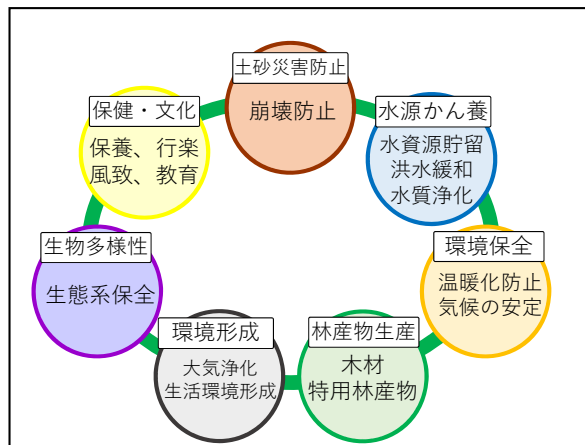 土砂災害防止
崩壊防止
水源かん養
水資源貯留
洪水緩和
水質浄化
環境保全
温暖化防止
気候の安定
林産物生産
木材
特用林産物
環境形成
大気浄化
生活環境形成
生物多様性
生態系保全
保健・文化
保養、行楽
風致、教育